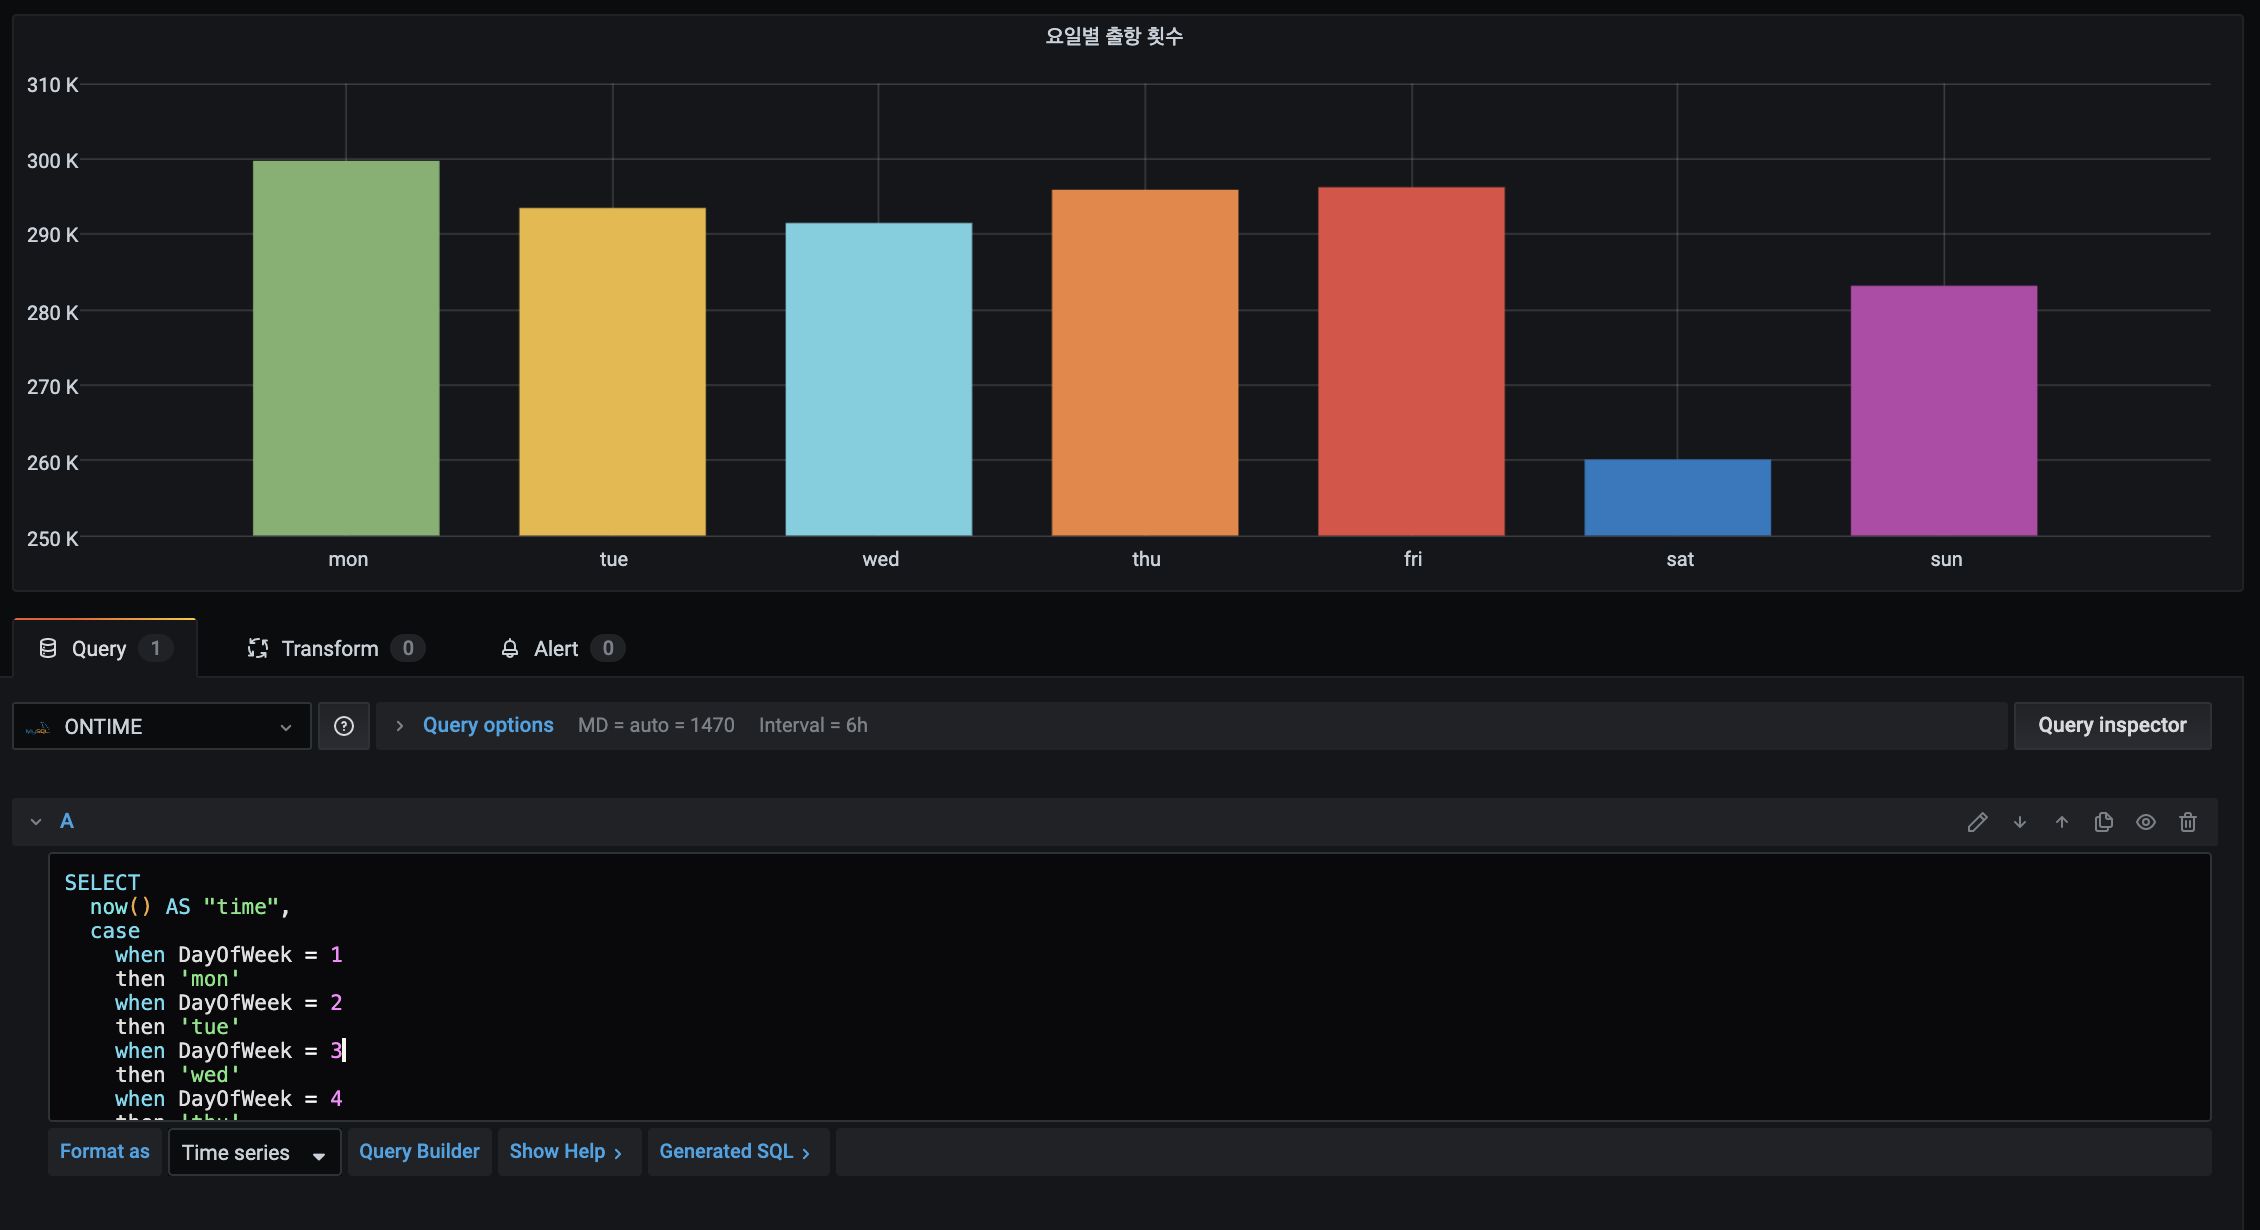 요일별 출항 횟수
310 K
300 K
290 K
280 K
270 K
260 K
250 K
mon tue wed thu fri sat sun
Query 1 Transform 0 Alert 0
MySQL ONTIME Query options MD = auto = 1470 Interval = 6h Query inspector
A
SELECT
now() AS "time",
case
when DayOfWeek = 1
then 'mon'
when DayOfWeek = 2
then 'tue'
when DayOfWeek = 3
then 'wed'
when DayOfWeek = 4
then 'thu'
Format as Time series Query Builder Show Help Generated SQL